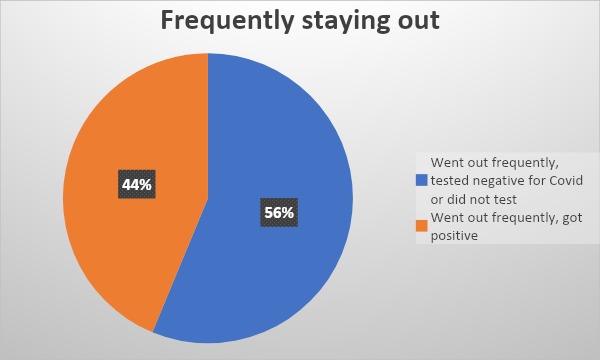 Frequently staying out
44%
56%
Went out frequently,
tested negative for Covid
or did not test
Went out frequently, got
positive